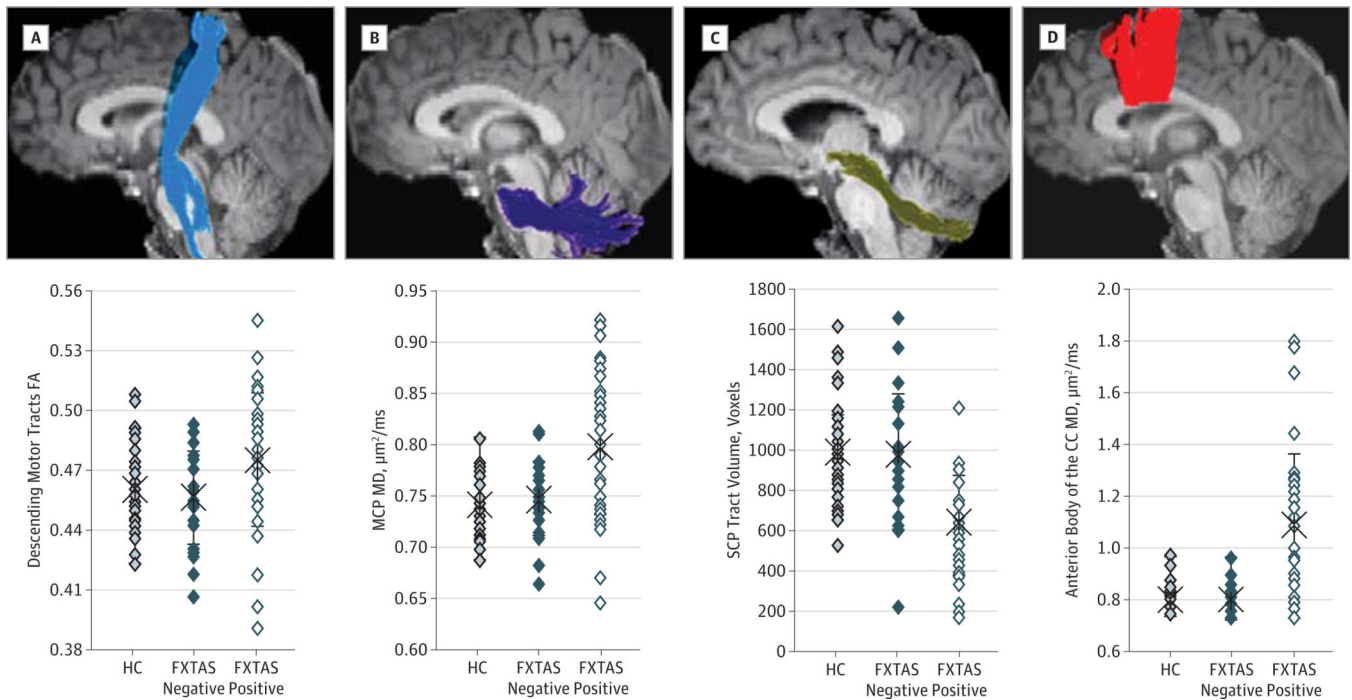 A
B
C
D
Descending Motor Tracts FA
0.56
0.53
0.50
0.47
0.44
0.41
0.38
HC
FXTAS
Negative
FXTAS
Positive
MCP MD, μm²/ms
0.95
0.90
0.85
0.80
0.75
0.70
0.65
0.60
HC
FXTAS
Negative
FXTAS
Positive
SCP Tract Volume, Voxels
1800
1600
1400
1200
1000
800
600
400
200
0
HC
FXTAS
Negative
FXTAS
Positive
Anterior Body of the CC MD, μm²/ms
2.0
1.8
1.6
1.4
1.2
1.0
0.8
0.6
HC
FXTAS
Negative
FXTAS
Positive